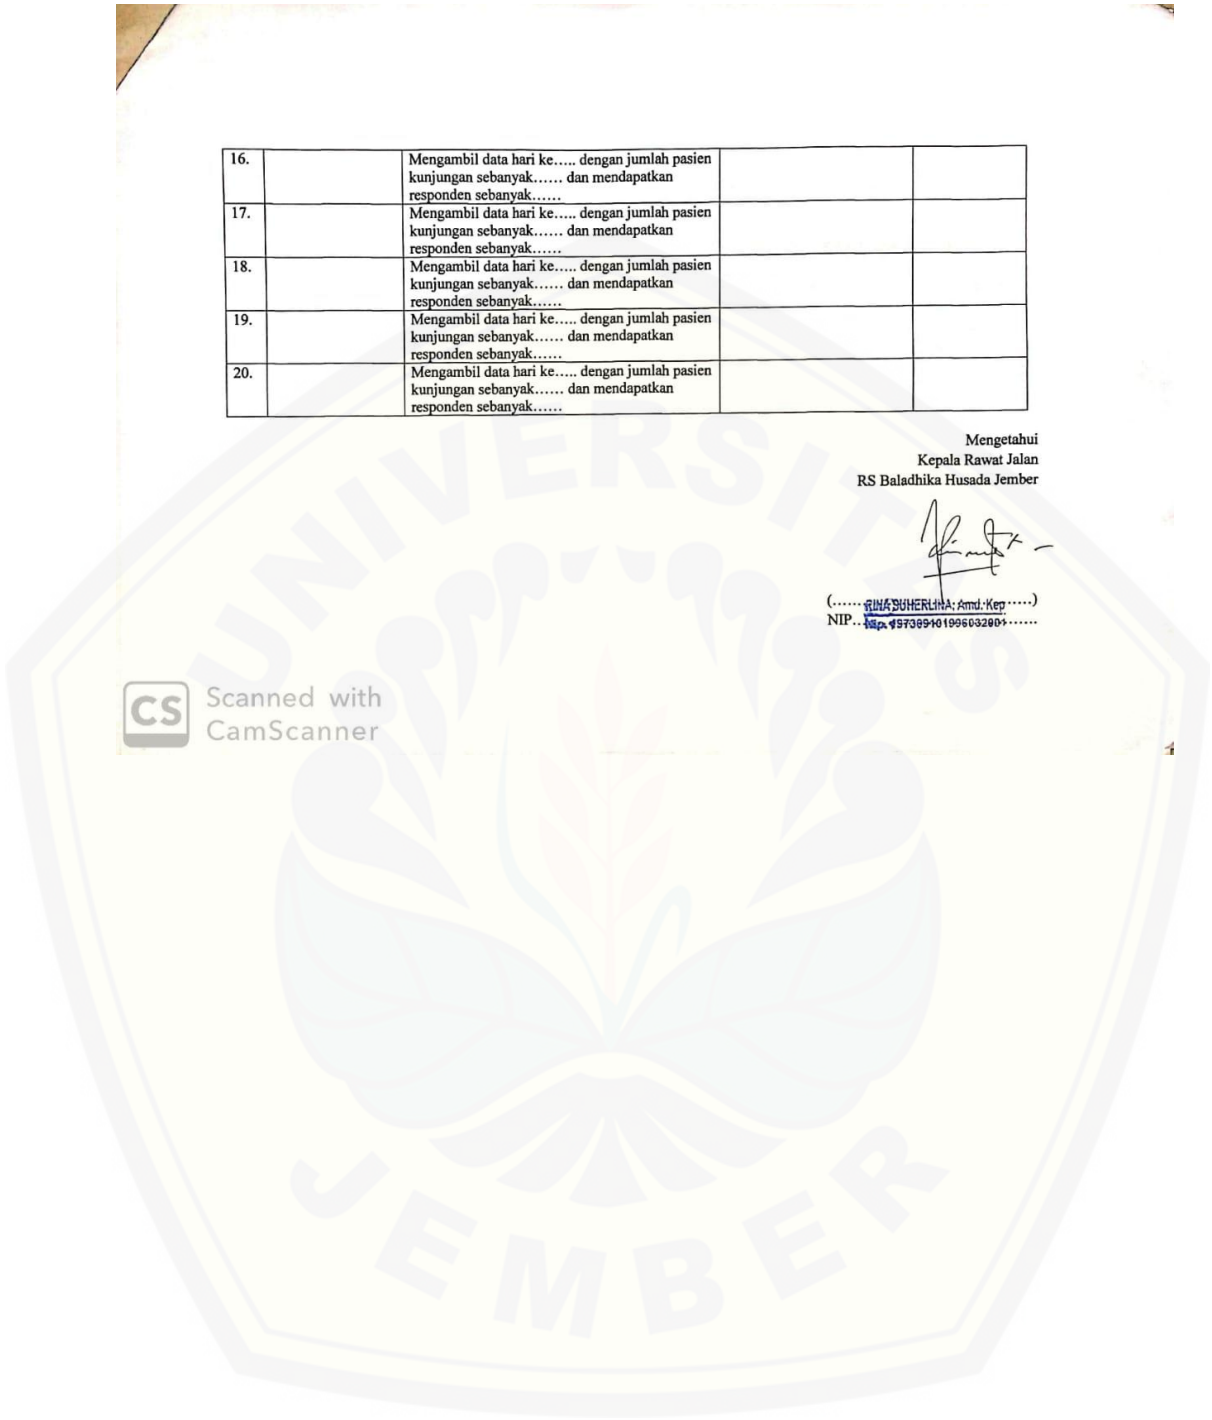 16. Mengambil data hari ke..... dengan jumlah pasien
kunjungan sebanyak...... dan mendapatkan
responden sebanyak......
17. Mengambil data hari ke..... dengan jumlah pasien
kunjungan sebanyak...... dan mendapatkan
responden sebanyak......
18. Mengambil data hari ke..... dengan jumlah pasien
kunjungan sebanyak...... dan mendapatkan
responden sebanyak......
19. Mengambil data hari ke..... dengan jumlah pasien
kunjungan sebanyak...... dan mendapatkan
responden sebanyak......
20. Mengambil data hari ke..... dengan jumlah pasien
kunjungan sebanyak...... dan mendapatkan
responden sebanyak......
Mengetahui
Kepala Rawat Jalan
RS Baladhika Husada Jember
(......RINA SUHERLINA, Amd. Kep.....)
NIP...Nip.
CS Scanned with
CamScanner
UNIVERSITAS
JEMBER